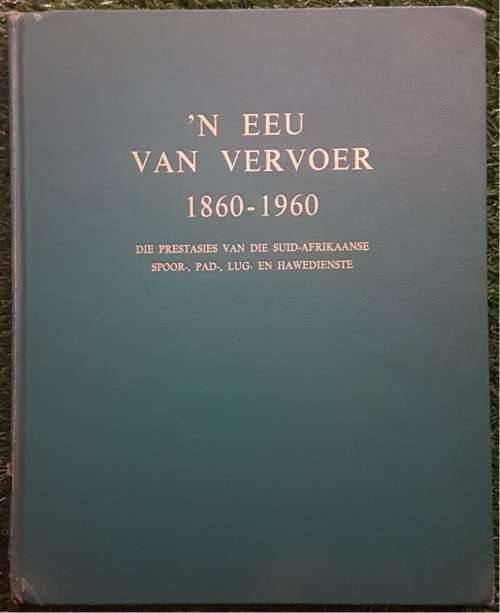 'N EEU
VAN VERVOER
1860-1960
DIE PRESTASIES VAN DIE SUID-AFRIKAANSE
SPOOR-, PAD-, LUG- EN HAWEDIENSTE